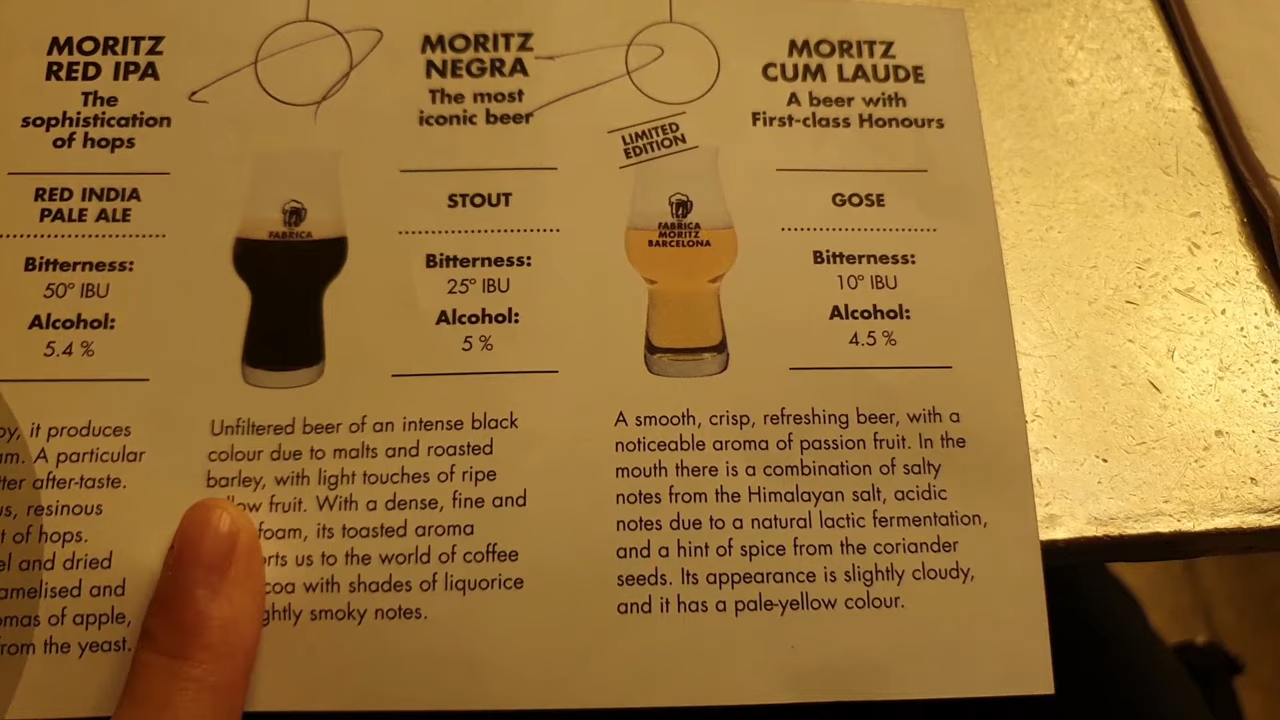 MORITZ
RED IPA
The
sophistication
of hops
RED INDIA
PALE ALE
Bitterness:
50º IBU
Alcohol:
5.4 %
it produces
A particular
after-taste.
resinous
of hops.
and dried
and
of apple,
from the yeast.
FABRICA
MORITZ
NEGRA
The most
iconic beer
STOUT
Bitterness:
25º IBU
Alcohol:
5 %
Unfiltered beer of an intense black
colour due to malts and roasted
barley, with light touches of ripe
fruit. With a dense, fine and
foam, its toasted aroma
us to the world of coffee
with shades of liquorice
smoky notes.
LIMITED
EDITION
FABRICA
MORITZ
BARCELONA
MORITZ
CUM LAUDE
A beer with
First-class Honours
GOSE
Bitterness:
10º IBU
Alcohol:
4.5 %
A smooth, crisp, refreshing beer, with a
noticeable aroma of passion fruit. In the
mouth there is a combination of salty
notes from the Himalayan salt, acidic
notes due to a natural lactic fermentation,
and a hint of spice from the coriander
seeds. Its appearance is slightly cloudy,
and it has a pale-yellow colour.